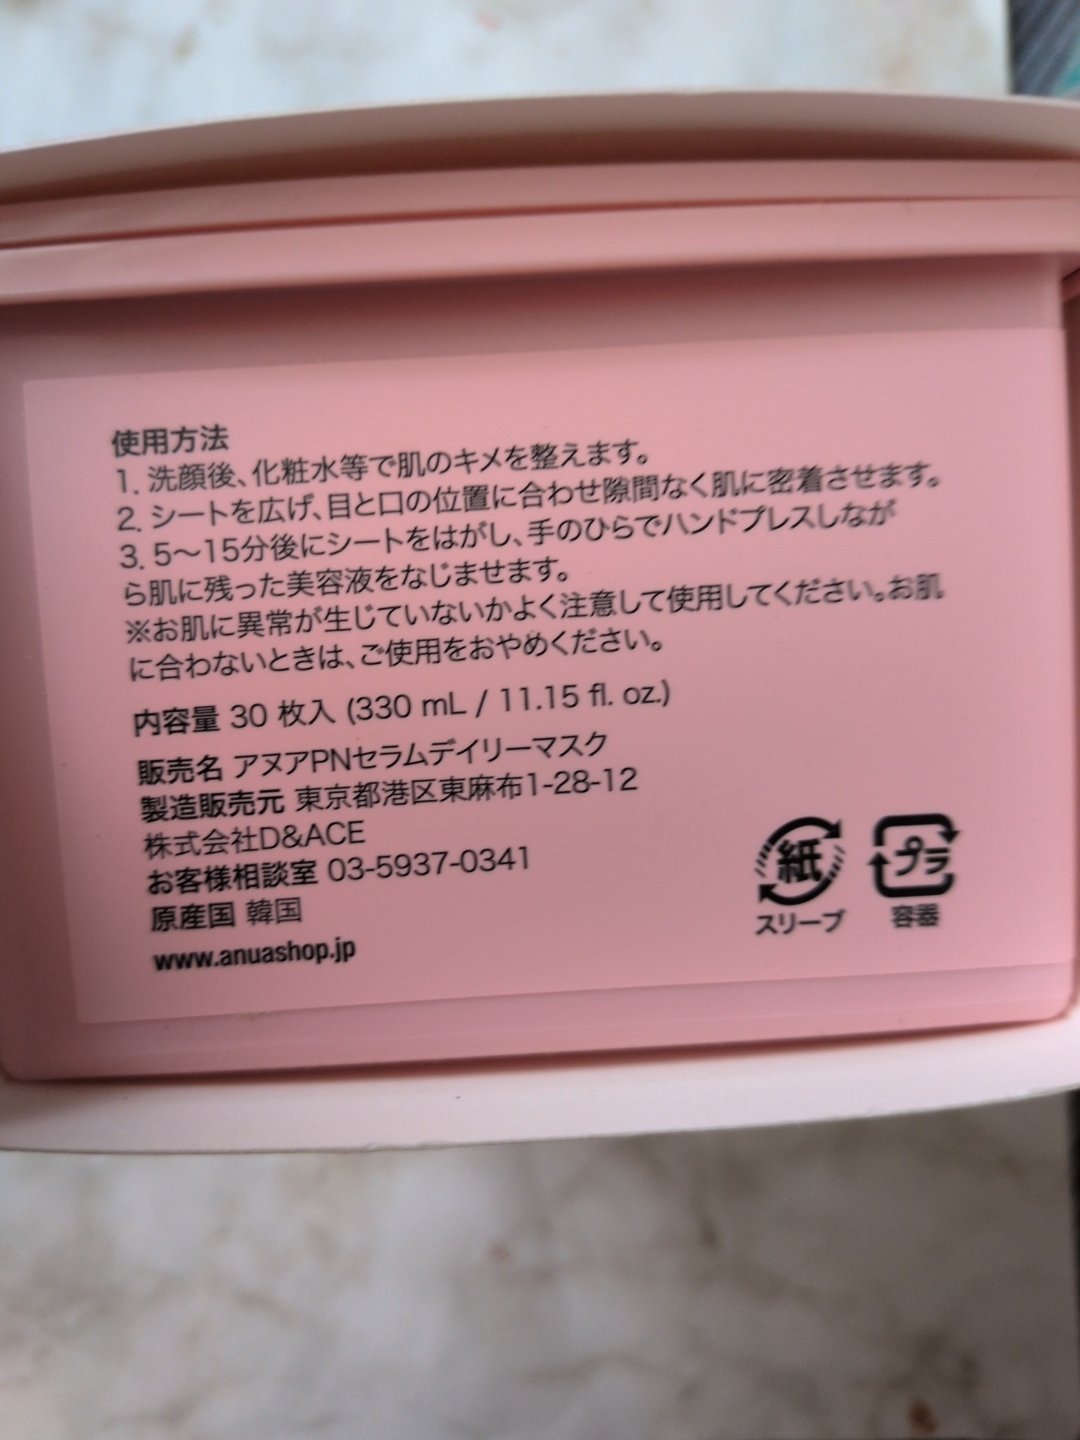 使用方法
1. 洗顔後、化粧水等で肌のキメを整えます。
2. シートを広げ、目と口の位置に合わせ隙間なく肌に密着させます。
3. 5～15分後にシートをはがし、手のひらでハンドプレスしなが
ら肌に残った美容液をなじませます。
※お肌に異常が生じていないかよく注意して使用してください。お肌
に合わないときは、ご使用をおやめください。
内容量 30 枚入 (330 mL / 11.15 fl. oz.)
販売名 アヌアPNセラムデイリーマスク
製造販売元 東京都港区東麻布1-28-12
株式会社D&ACE
お客様相談室 03-5937-0341
原産国 韓国
www.anuashop.jp
紙 プラ
スリーブ 容器